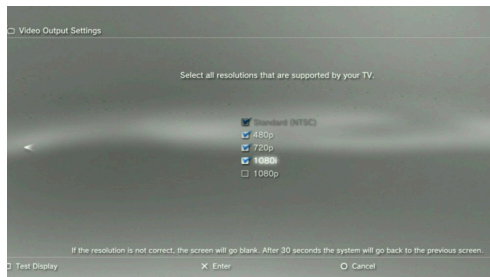 Video Output Settings
Select all resolutions that are supported by your TV.
Standard (NTSC)
480p
720p
1080i
1080p
If the resolution is not correct, the screen will go blank. After 30 seconds the system will go back to the previous screen.
Test Display
Enter
Cancel